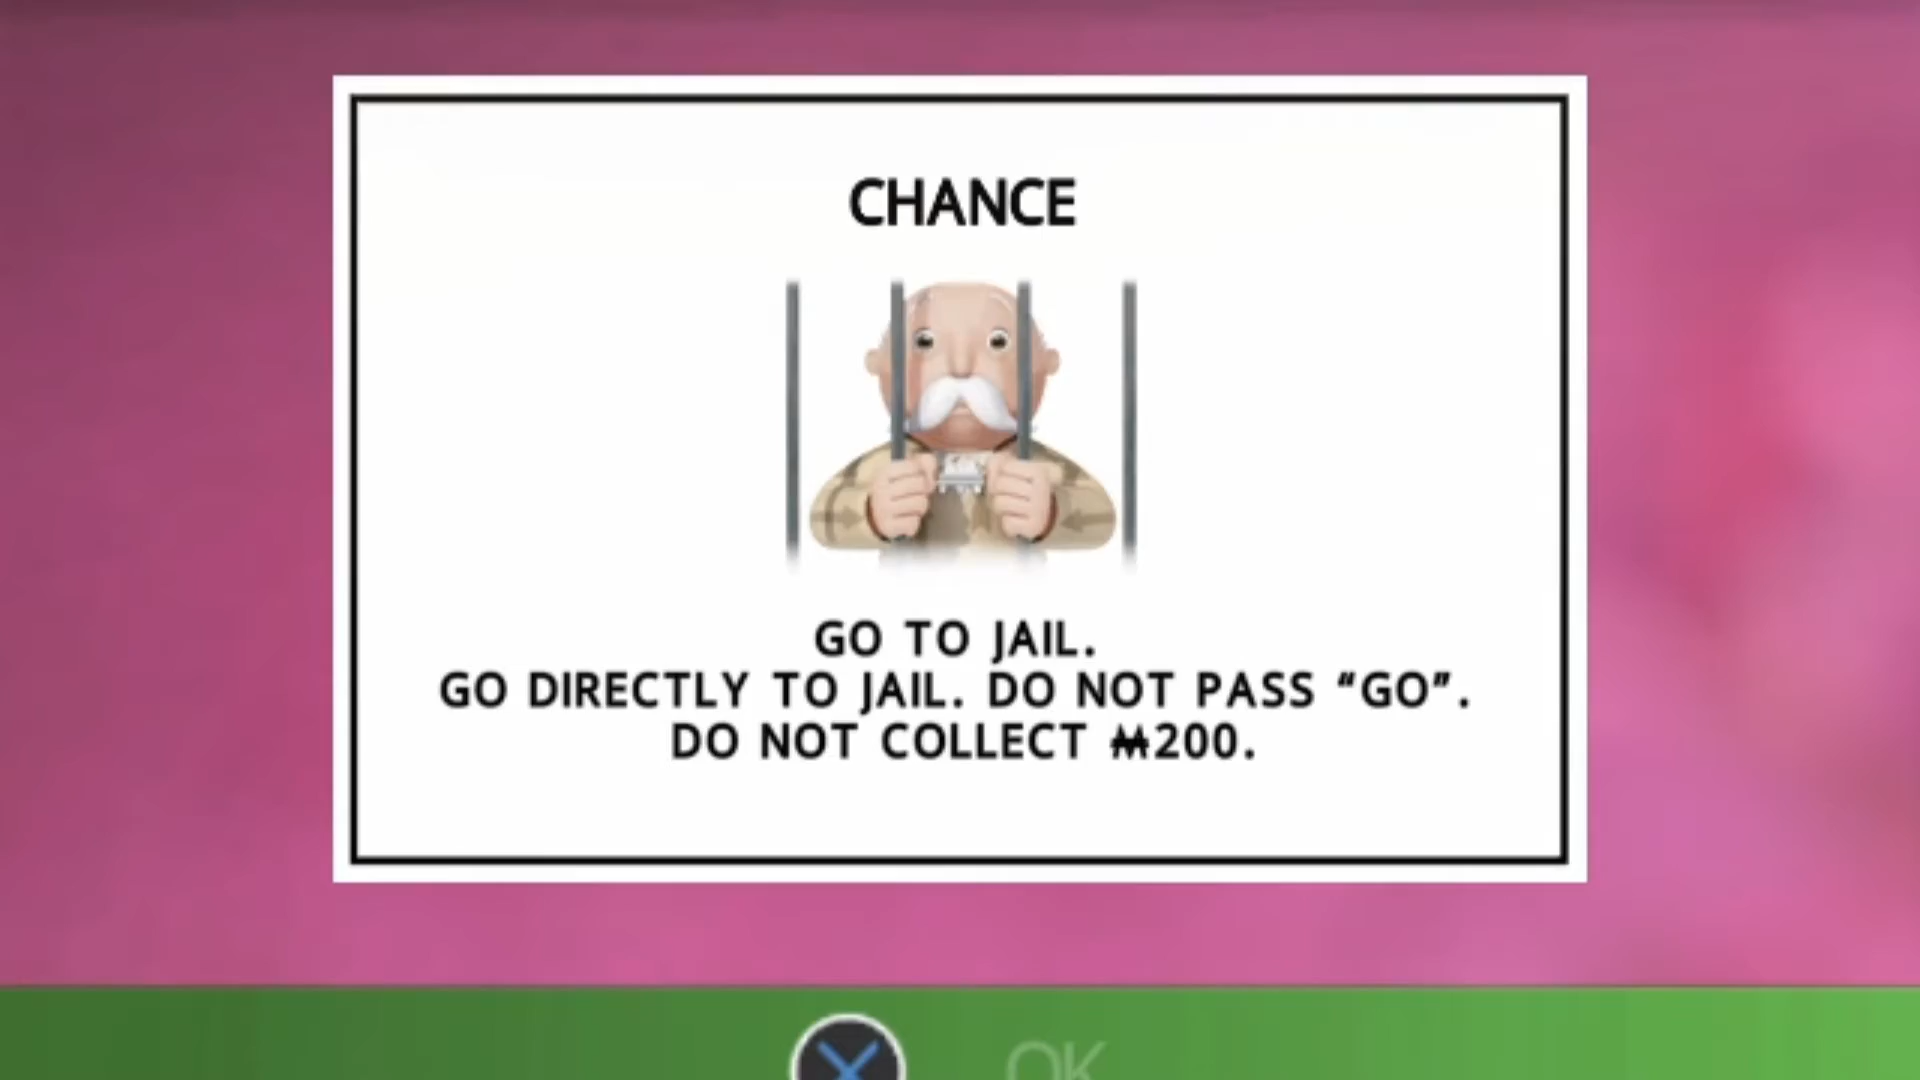 CHANCE
GO TO JAIL.
GO DIRECTLY TO JAIL. DO NOT PASS “GO”.
DO NOT COLLECT ₩200.
OK